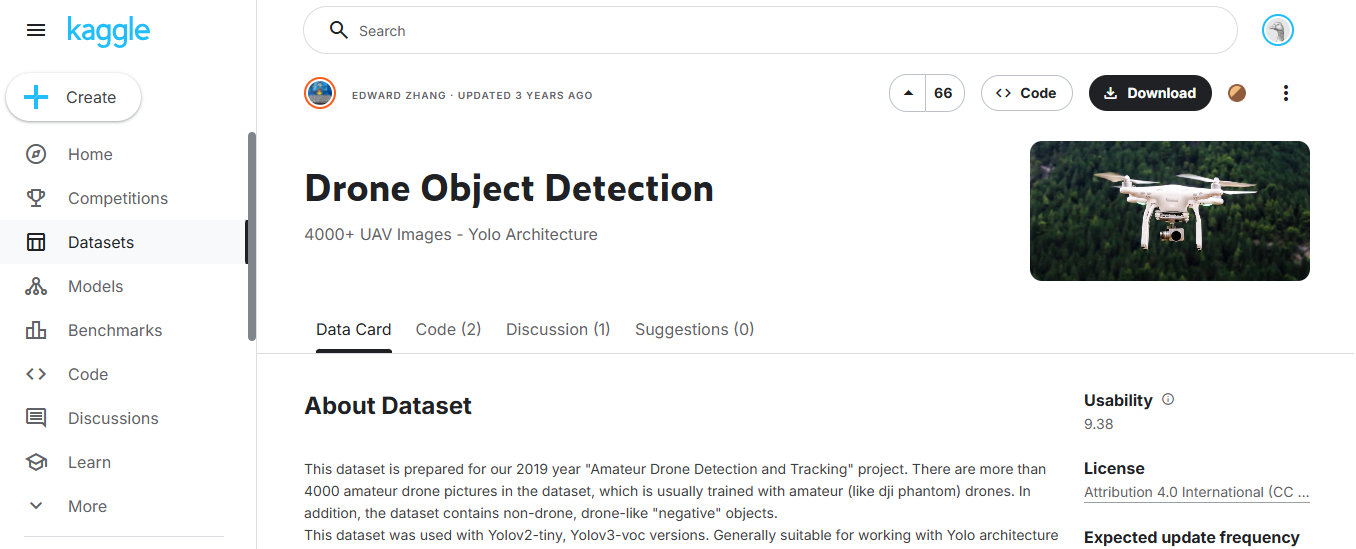 kaggle
Search
Create
Home
Competitions
Datasets
Models
Benchmarks
Code
Discussions
Learn
More
EDWARD ZHANG · UPDATED 3 YEARS AGO
66
Code
Download
Drone Object Detection
4000+ UAV Images - Yolo Architecture
Data Card
Code (2)
Discussion (1)
Suggestions (0)
About Dataset
This dataset is prepared for our 2019 year "Amateur Drone Detection and Tracking" project. There are more than
4000 amateur drone pictures in the dataset, which is usually trained with amateur (like dji phantom) drones. In
addition, the dataset contains non-drone, drone-like "negative" objects.
This dataset was used with Yolov2-tiny, Yolov3-voc versions. Generally suitable for working with Yolo architecture
Usability
9.38
License
Attribution 4.0 International (CC ...
Expected update frequency